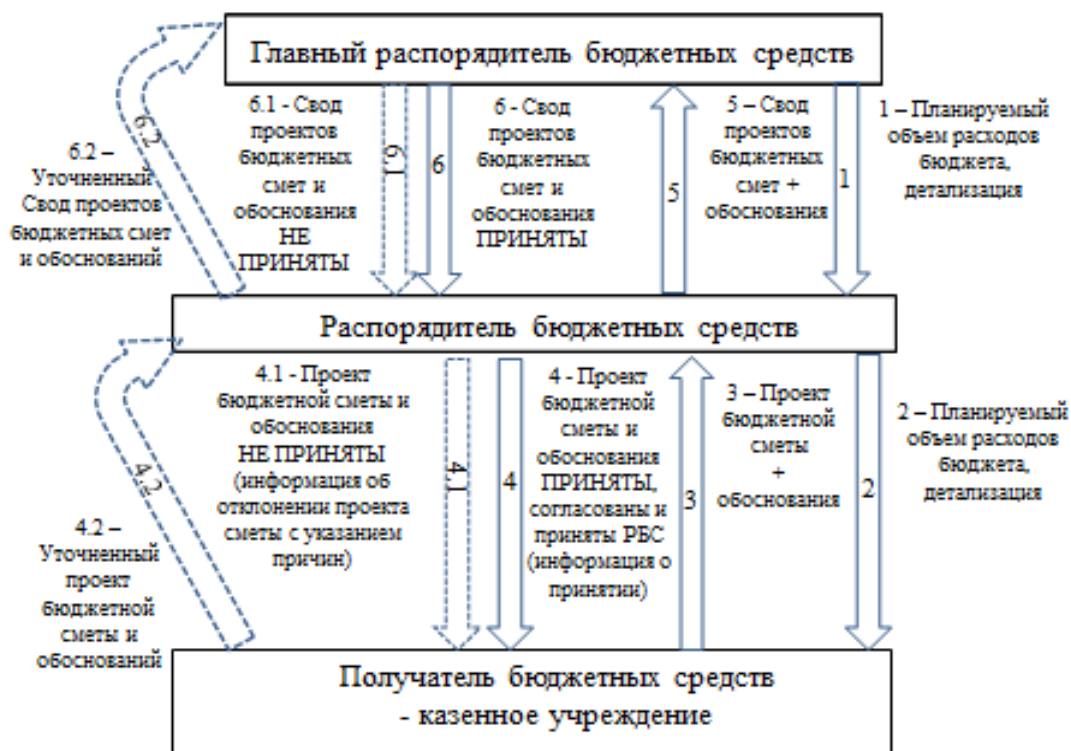 Главный распорядитель бюджетных средств
6.2 –
Уточненный
Свод проектов
бюджетных смет
и обоснований
6.2
6.1 - Свод
проектов
бюджетных
смет и
обоснования
НЕ
ПРИНЯТЫ
6.1
6
6 - Свод
проектов
бюджетных
смет и
обоснования
ПРИНЯТЫ
5
5 – Свод
проектов
бюджетных
смет +
обоснования
1
1 – Планируемый
объем расходов
бюджета,
детализация
Распорядитель бюджетных средств
4.2 –
Уточненный
проект
бюджетной
сметы и
обоснований
4.2
4.1 - Проект
бюджетной сметы и
обоснования
НЕ ПРИНЯТЫ
(информация об
отклонении проекта
сметы с указанием
причин)
4.1
4
4 - Проект
бюджетной
сметы и
обоснования
ПРИНЯТЫ,
согласованы и
приняты РБС
(информация о
принятии)
3
3 – Проект
бюджетной
сметы
+
обоснования
2
2 – Планируемый
объем расходов
бюджета,
детализация
Получатель бюджетных средств
- казенное учреждение